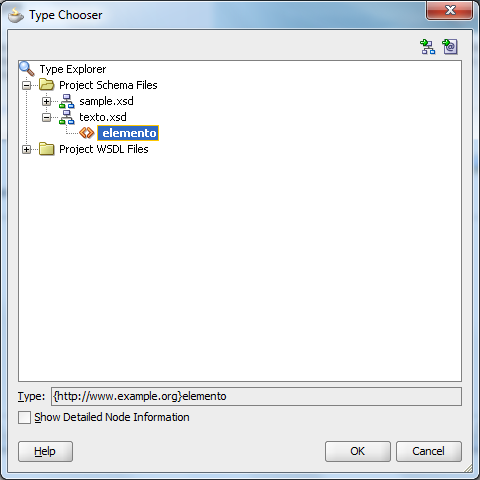 Type Chooser
Type Explorer
Project Schema Files
sample.xsd
texto.xsd
elemento
Project WSDL Files
Type: {http://www.example.org}elemento
Show Detailed Node Information
Help OK Cancel